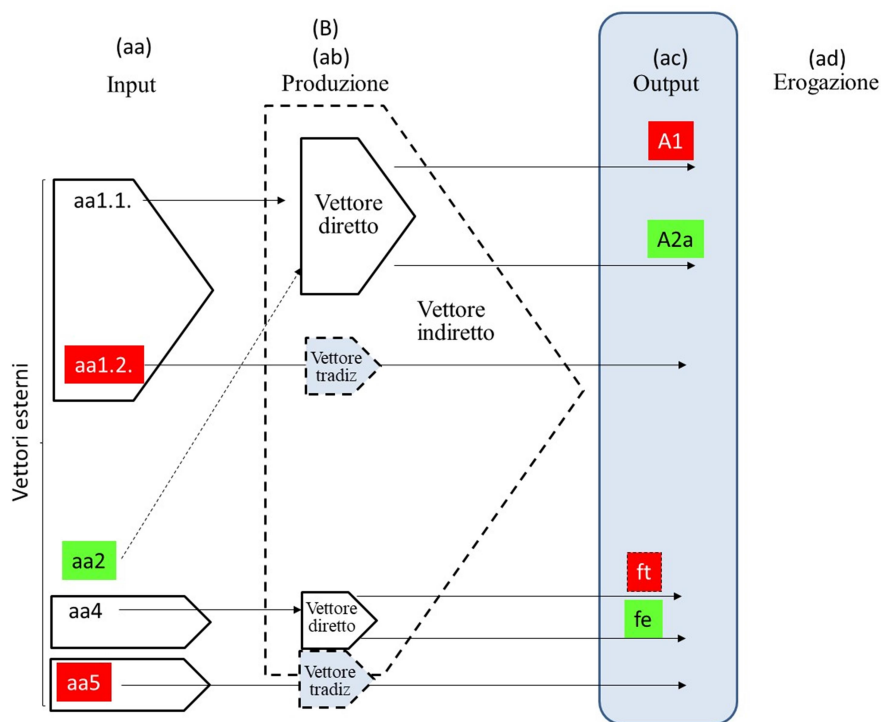 (aa)
Input
(B)
(ab)
Produzione
(ac)
Output
(ad)
Erogazione
A1
aa1.1.
Vettore
diretto
A2a
Vettore
indiretto
aa1.2.
Vettore
tradiz
Vettori esterni
aa2
ft
aa4
Vettore
diretto
fe
aa5
Vettore
tradiz